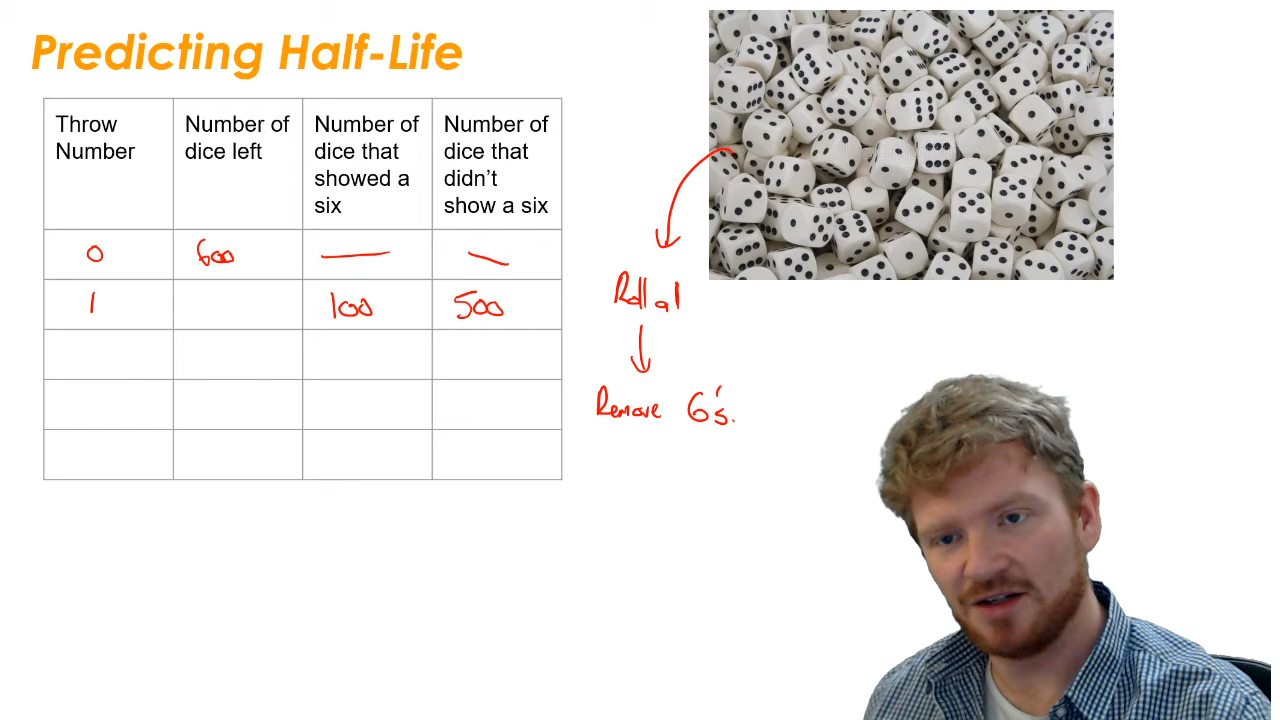 Predicting Half-Life
Throw
Number
Number of
dice left
Number of
dice that
showed a
six
Number of
dice that
didn't
show a six
0 600 — —
1 100 500
Roll al
Remove 6's.